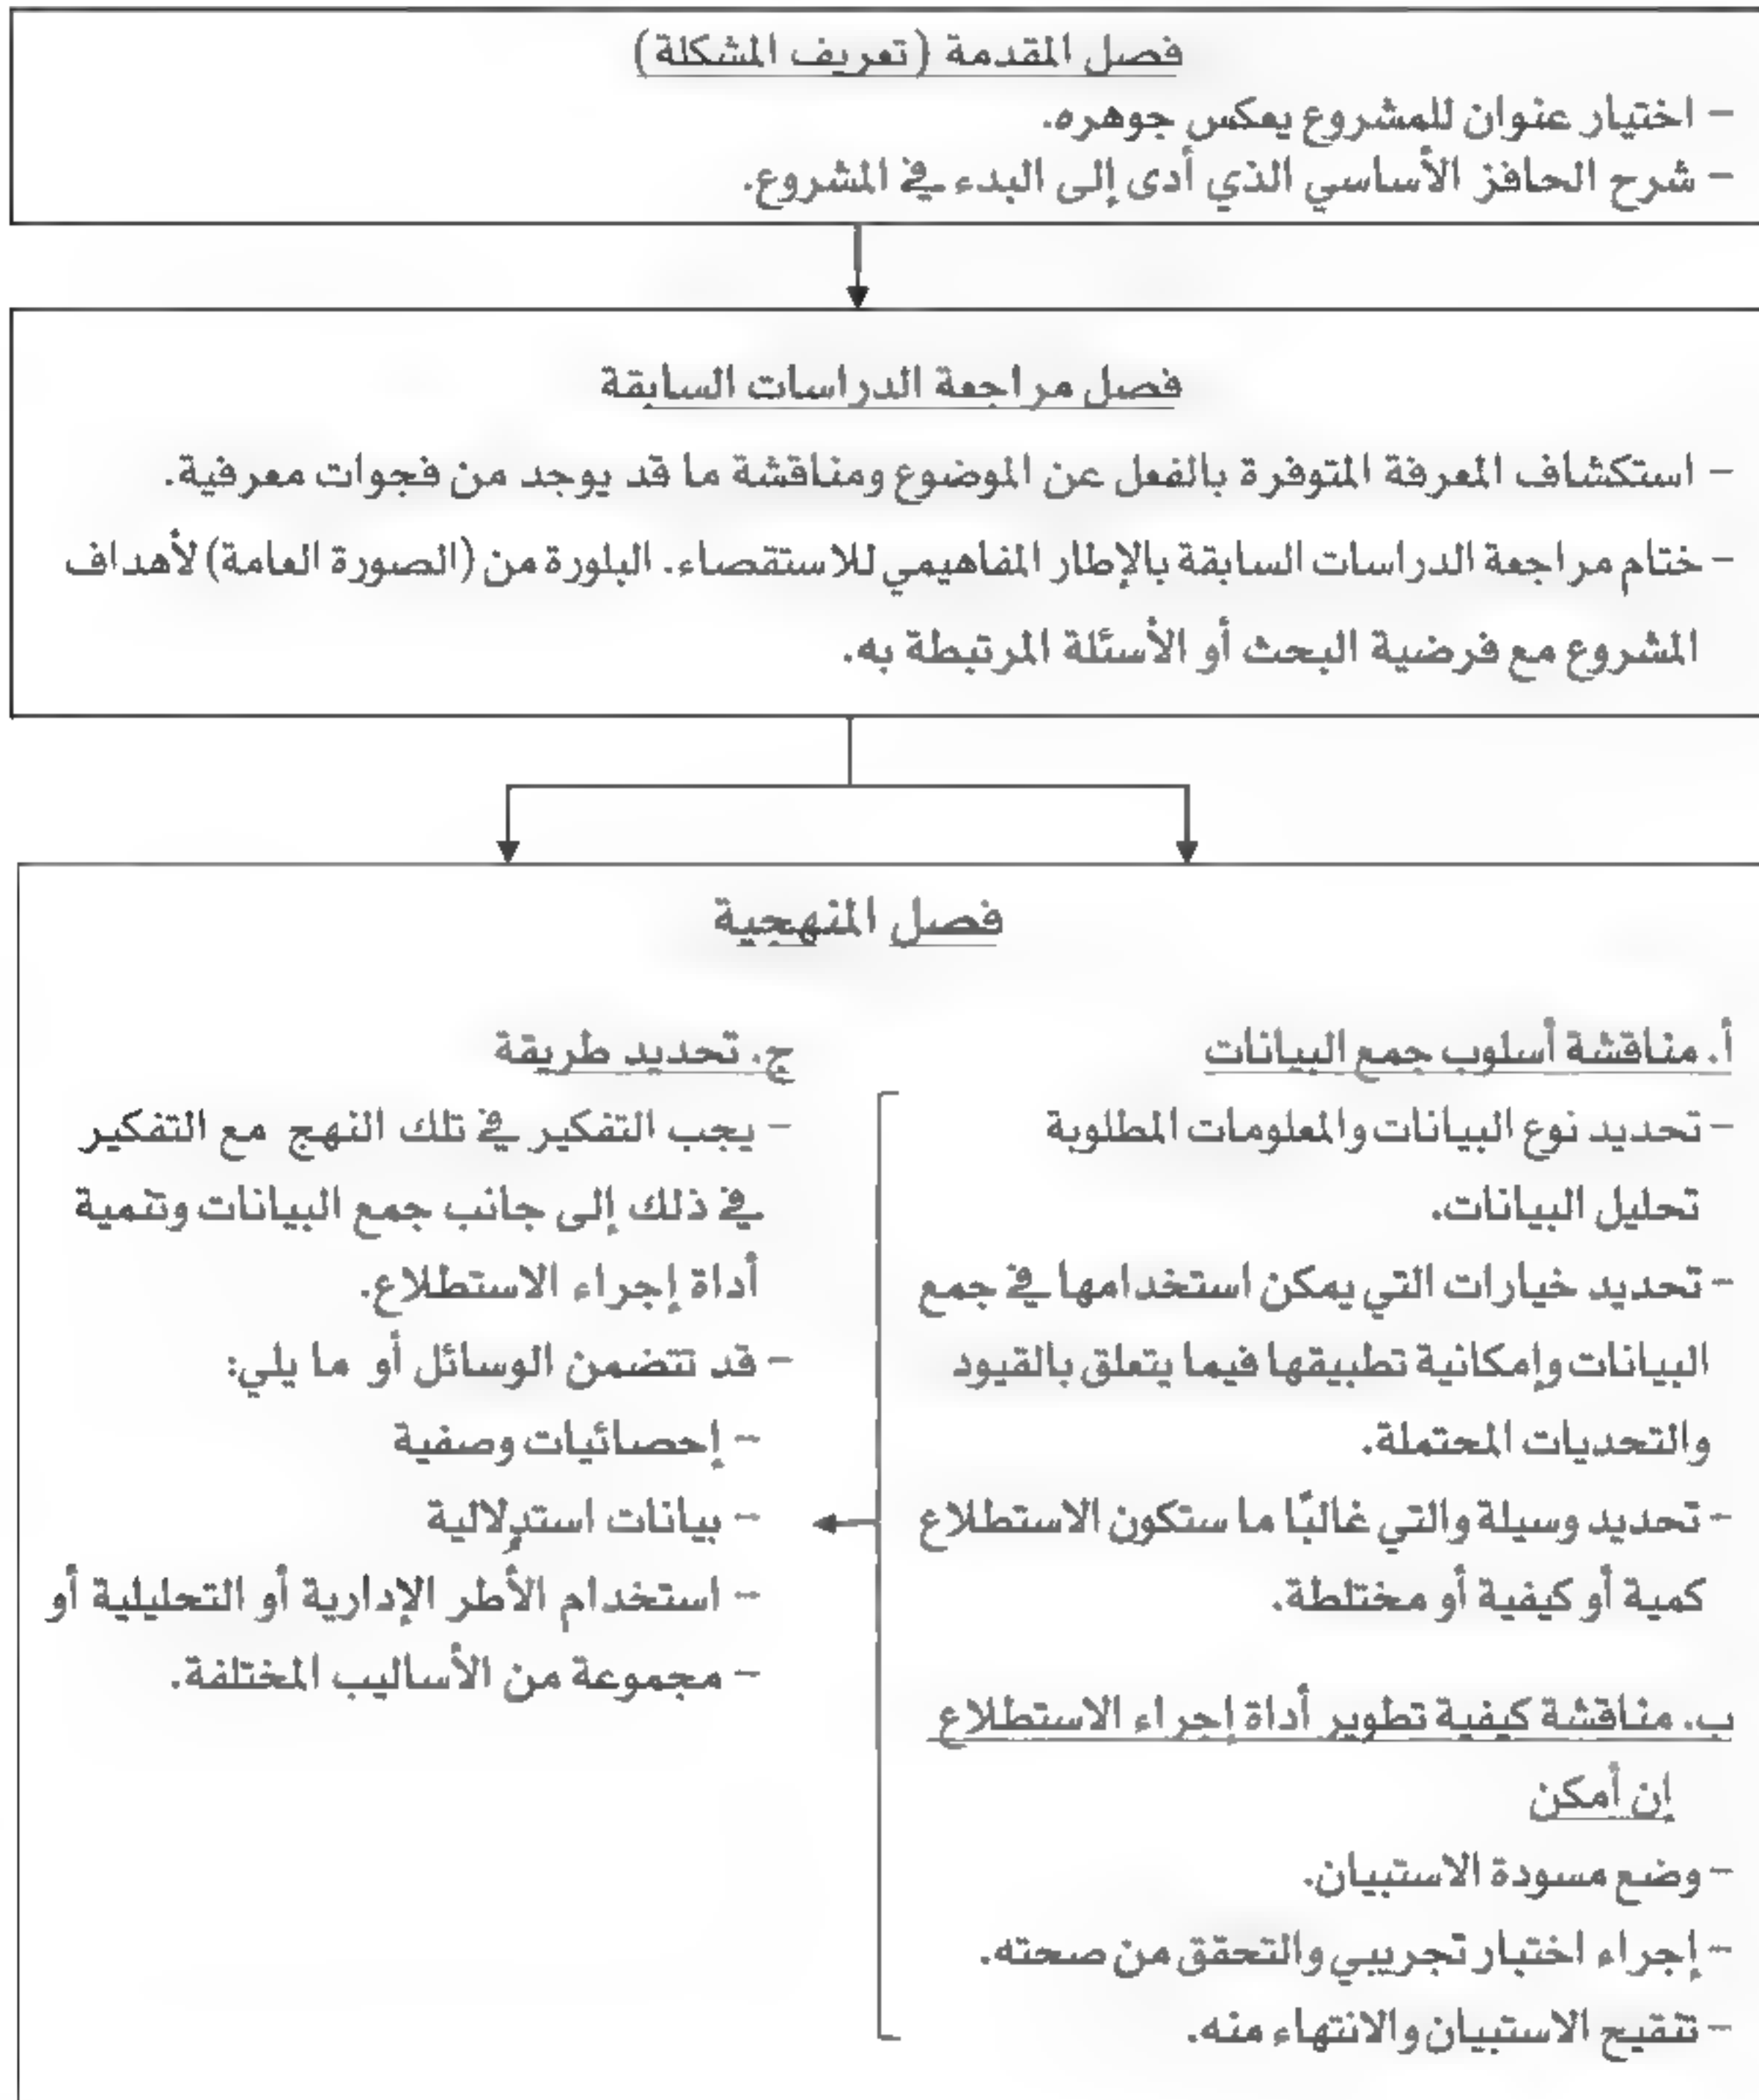 فصل المقدمة (تعريف المشكلة)
- اختيار عنوان للمشروع يعكس جوهره.
- شرح الحافز الأساسي الذي أدى إلى البدء في المشروع.
فصل مراجعة الدراسات السابقة
- استكشاف المعرفة المتوفرة بالفعل عن الموضوع ومناقشة ما قد يوجد من فجوات معرفية.
- ختام مراجعة الدراسات السابقة بالإطار المفاهيمي للاستقصاء. البلورة من (الصورة العامة) لأهداف
المشروع مع فرضية البحث أو الأسئلة المرتبطة به.
فصل المنهجية
أ. مناقشة أسلوب جمع البيانات
- تحديد نوع البيانات والمعلومات المطلوبة
تحليل البيانات.
- تحديد خيارات التي يمكن استخدامها في جمع
البيانات وإمكانية تطبيقها فيما يتعلق بالقيود
والتحديات المحتملة.
- تحديد وسيلة والتي غالبًا ما ستكون الاستطلاع
كمية أو كيفية أو مختلطة.
ب. مناقشة كيفية تطوير أداة إجراء الاستطلاع
إن أمكن
- وضع مسودة الاستبيان.
- إجراء اختبار تجريبي والتحقق من صحته.
- تنقيح الاستبيان والانتهاء منه.
ج. تحديد طريقة
- يجب التفكير في تلك النهج مع التفكير
في ذلك إلى جانب جمع البيانات وتنمية
أداة إجراء الاستطلاع.
- قد تتضمن الوسائل أو ما يلي:
- إحصائيات وصفية
- بيانات استدلالية
- استخدام الأطر الإدارية أو التحليلية أو
- مجموعة من الأساليب المختلفة.